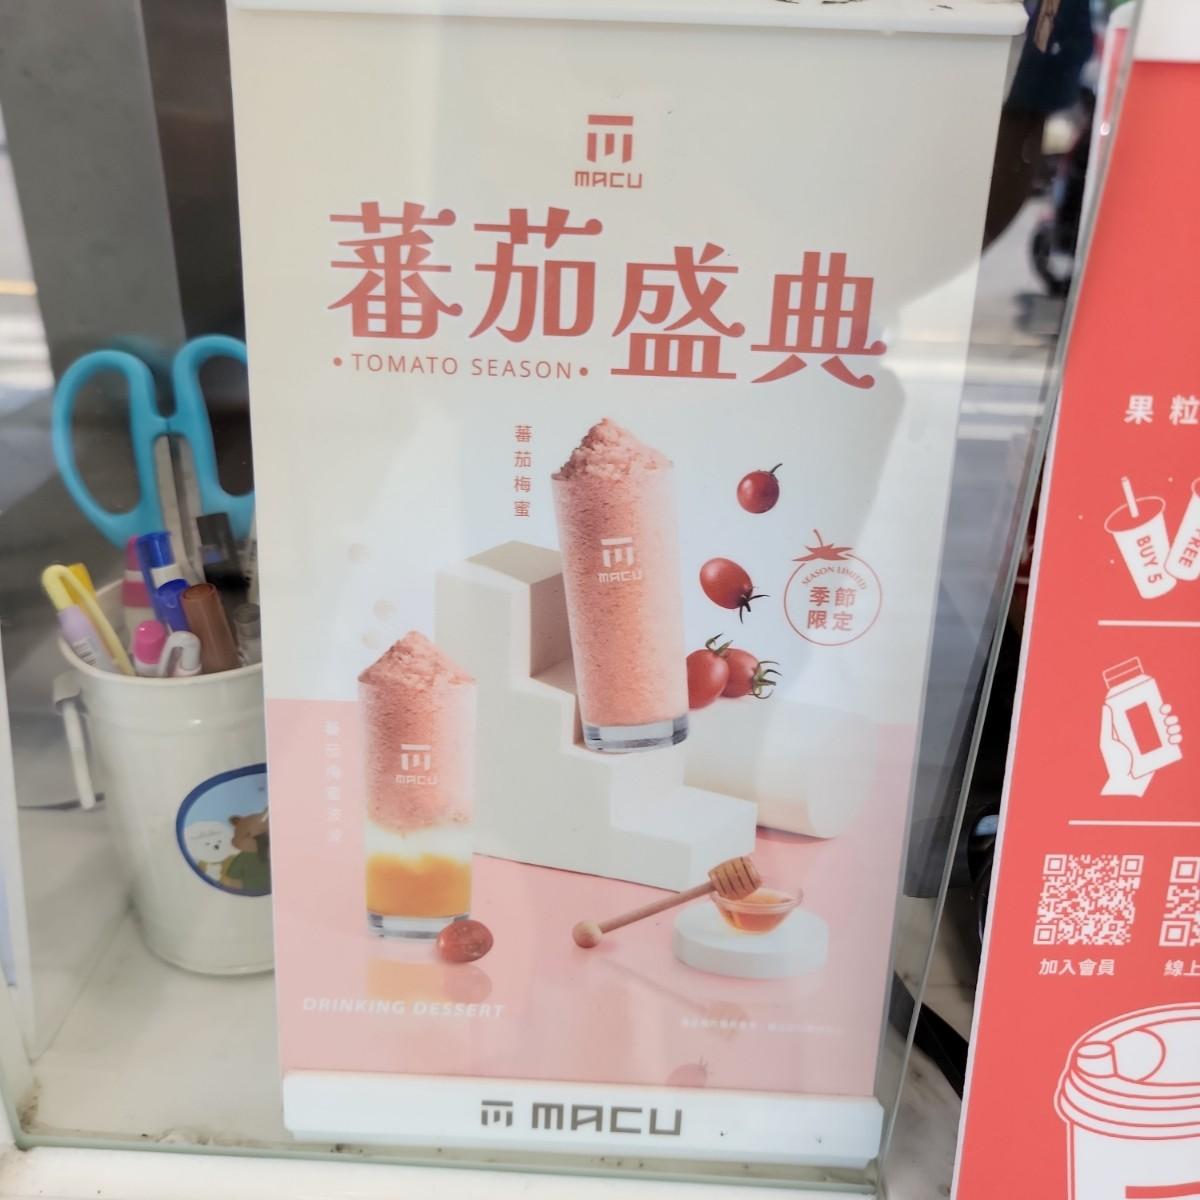 MACU
蕃茄盛典
•TOMATO SEASON•
蕃茄梅蜜
MACU
SEASON LIMITED
季節
限定
MACU
DRINKING DESSERT
MACU
果粒
BUY 5
FREE
加入會員
線上